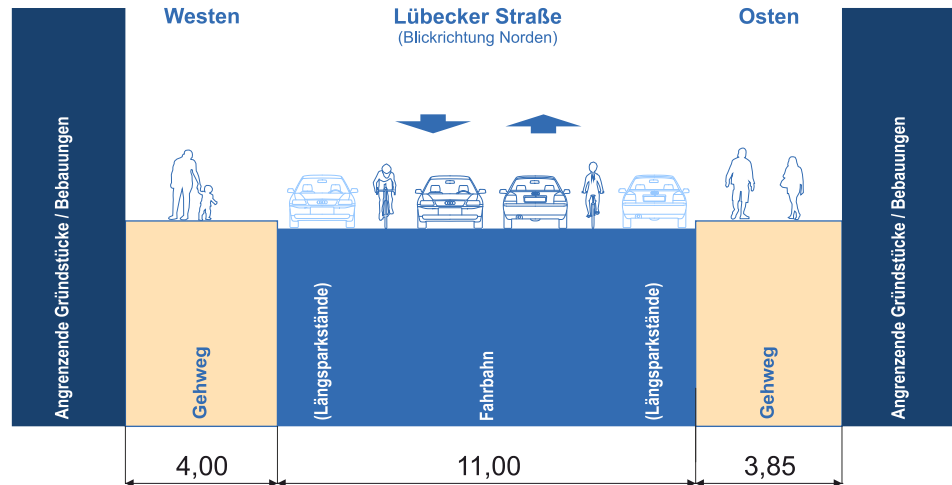 Westen
Lübecker Straße
(Blickrichtung Norden)
Osten
Angrenzende Gründstücke / Bebauungen
Gehweg
(Längsparkstände)
Fahrbahn
(Längsparkstände)
Gehweg
Angrenzende Gründstücke / Bebauungen
4,00
11,00
3,85